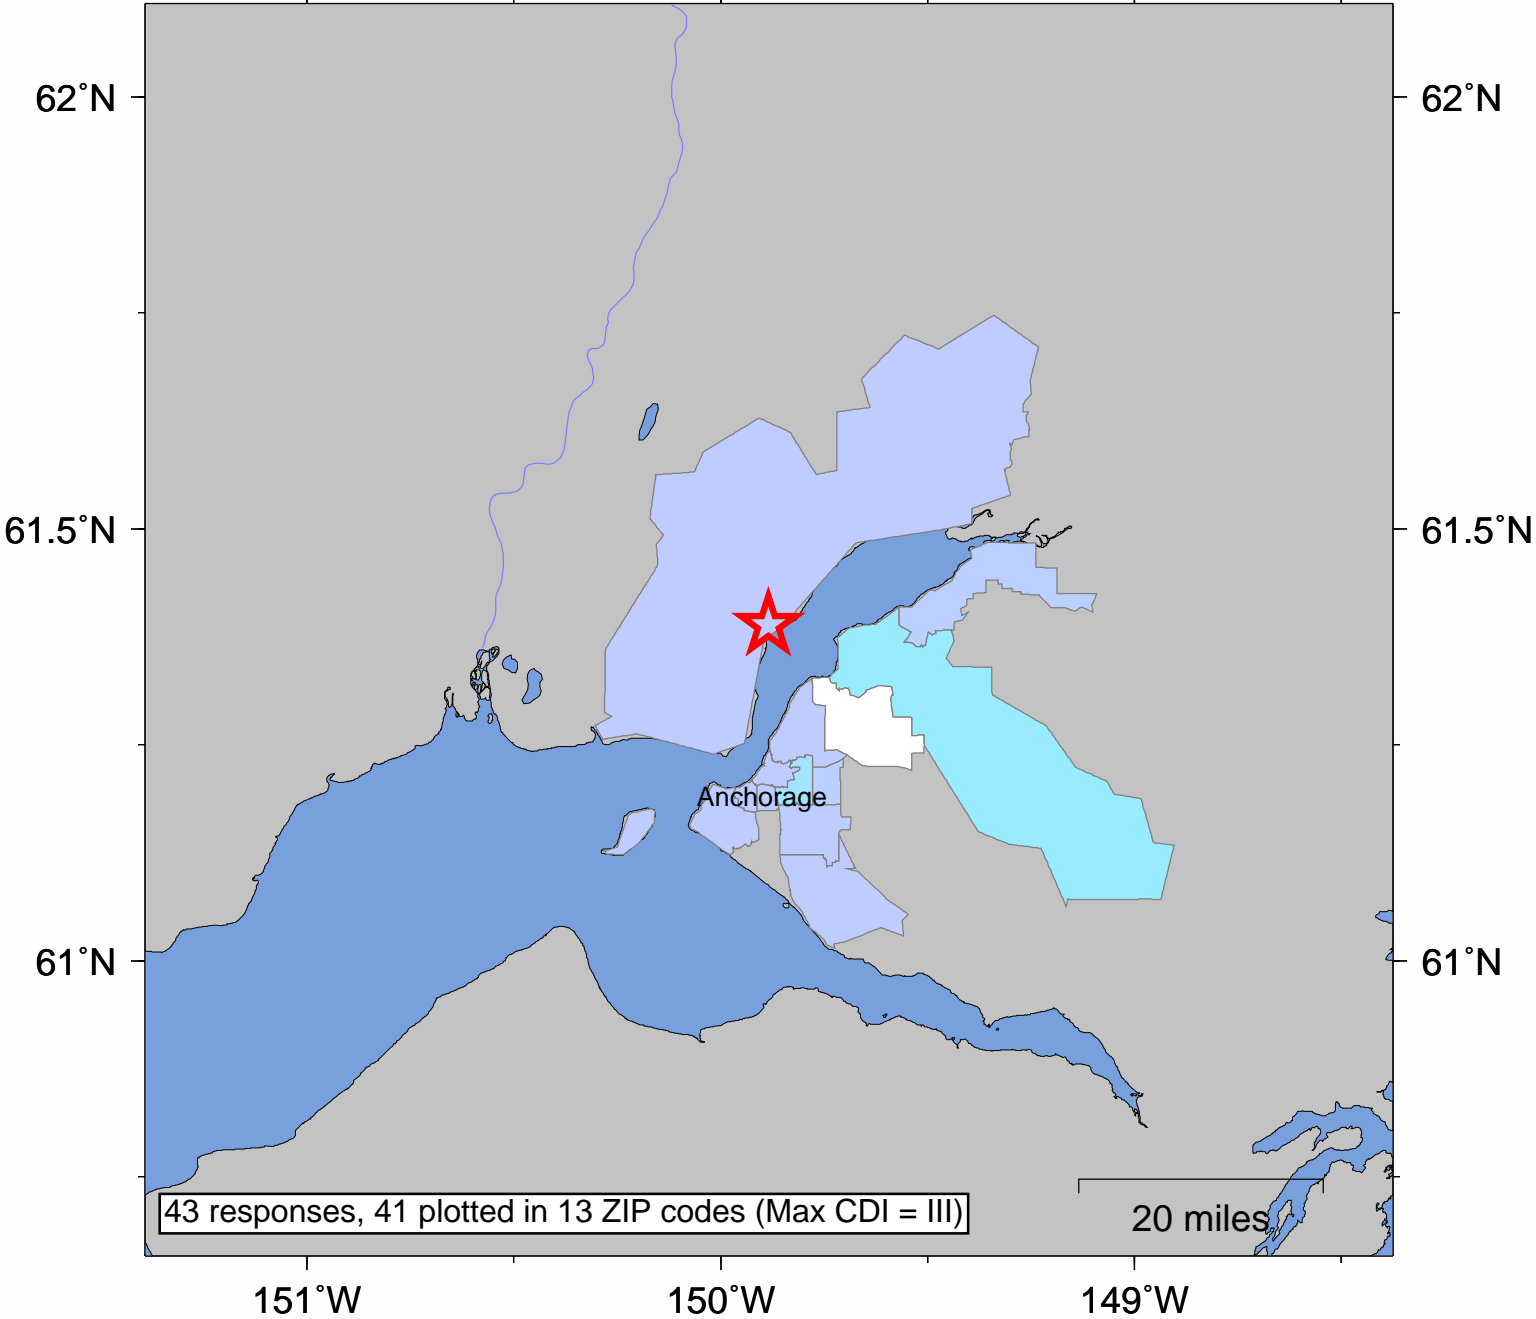 62˚N 62˚N
61.5˚N 61.5˚N
Anchorage
61˚N 61˚N
43 responses, 41 plotted in 13 ZIP codes (Max CDI = III)
20 miles
151˚W 150˚W 149˚W